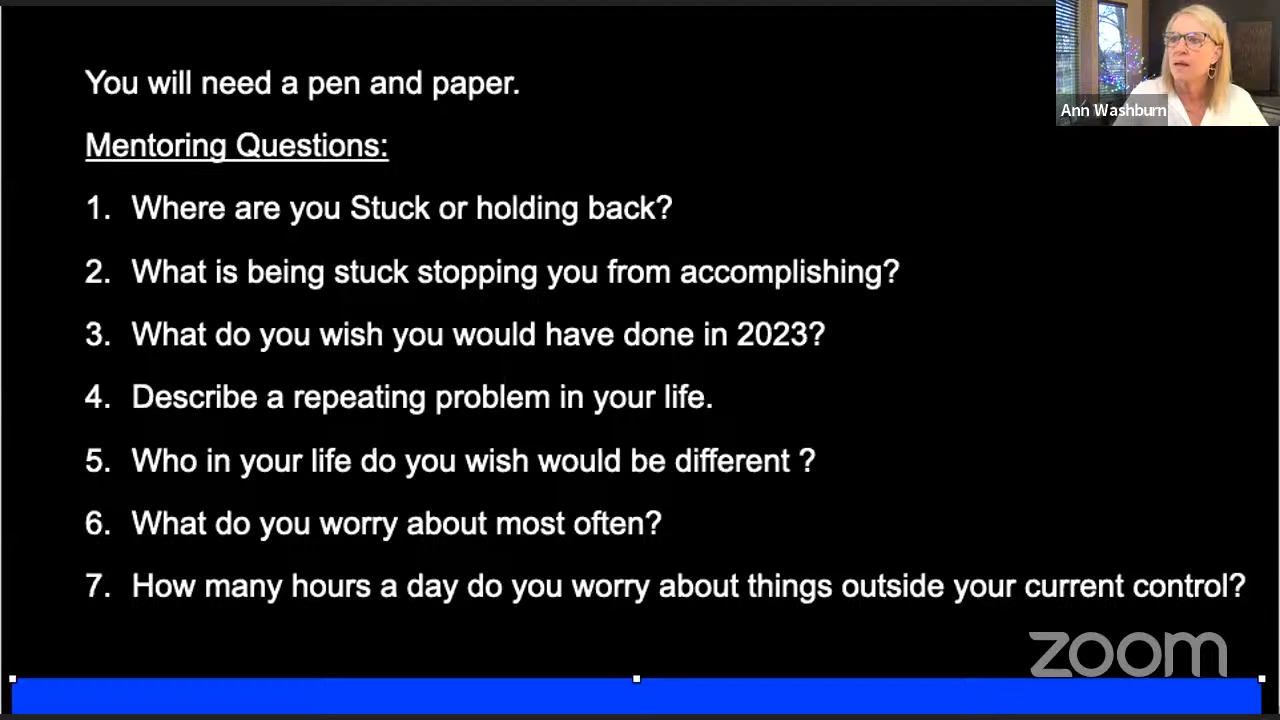 You will need a pen and paper.
Ann Washburn
Mentoring Questions:
1. Where are you Stuck or holding back?
2. What is being stuck stopping you from accomplishing?
3. What do you wish you would have done in 2023?
4. Describe a repeating problem in your life.
5. Who in your life do you wish would be different ?
6. What do you worry about most often?
7. How many hours a day do you worry about things outside your current control?
zoom